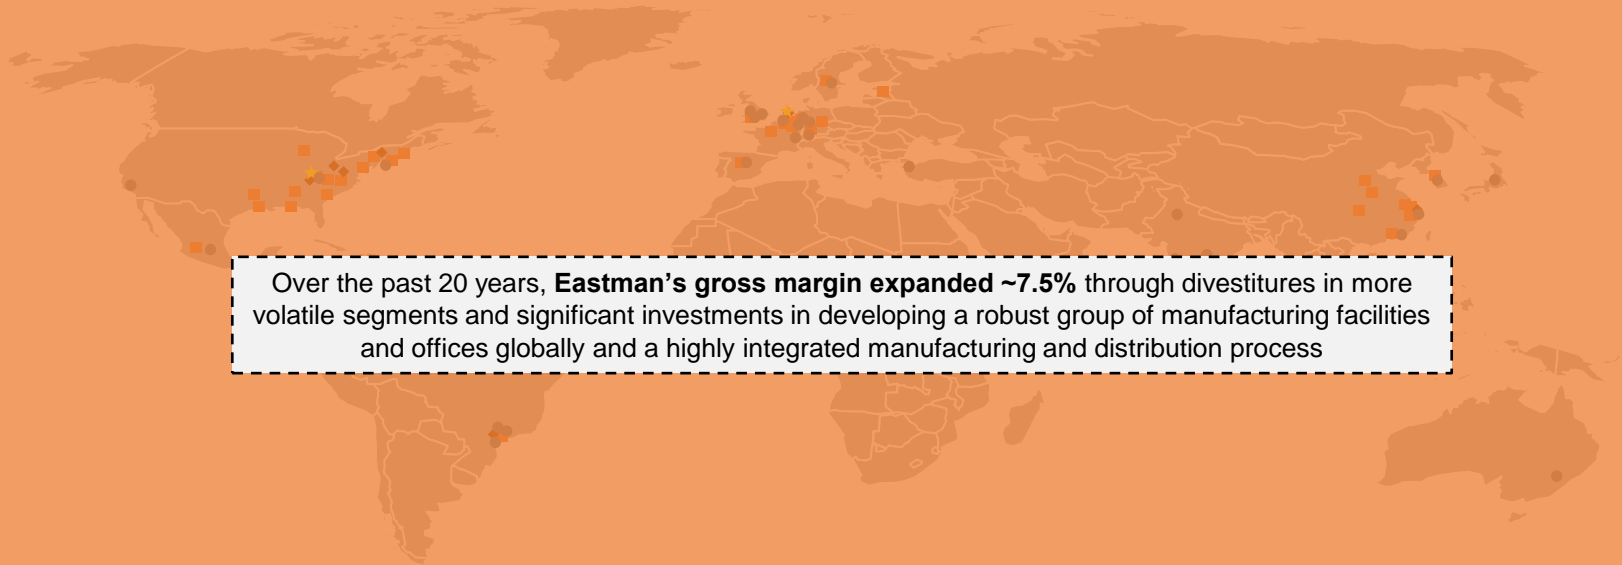 Over the past 20 years, Eastman’s gross margin expanded ~7.5% through divestitures in more
volatile segments and significant investments in developing a robust group of manufacturing facilities
and offices globally and a highly integrated manufacturing and distribution process